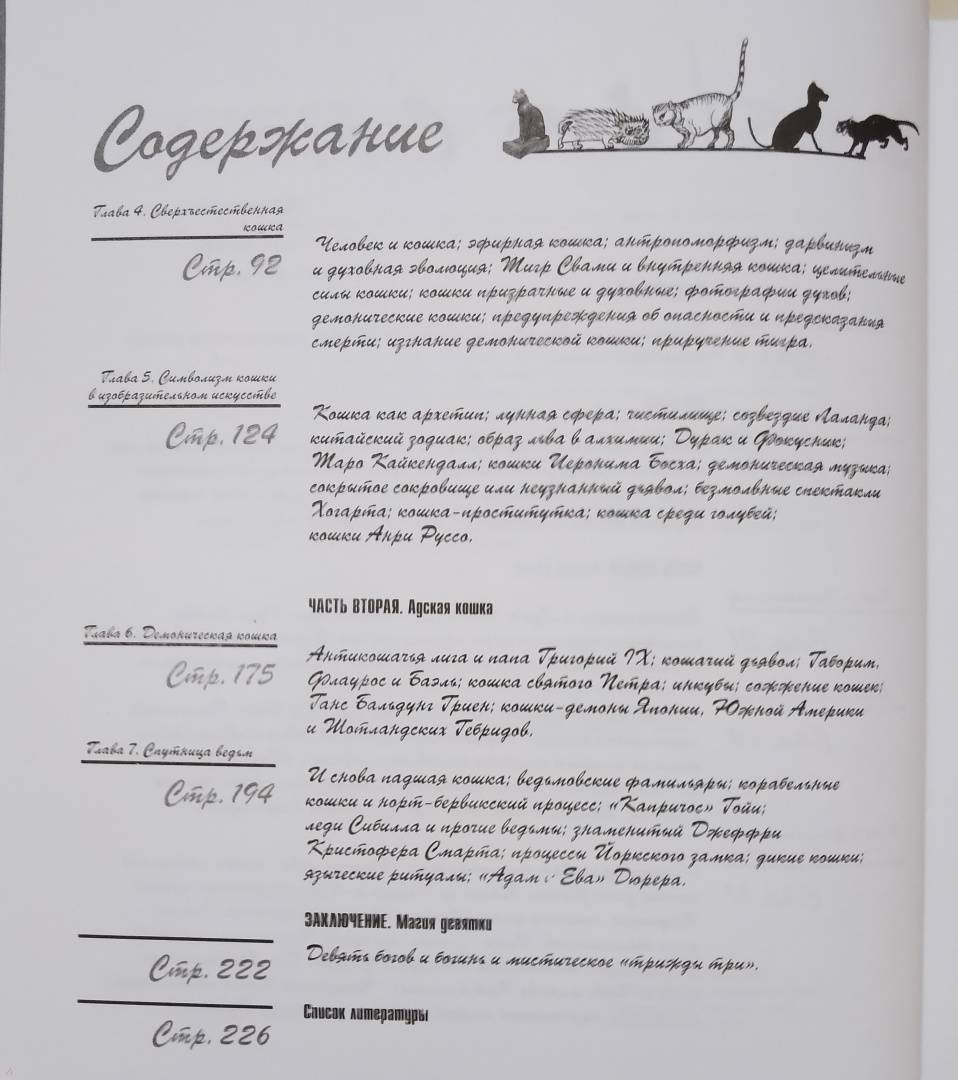 Содержание
Глава 4. Сверхъестественная
кошка
Стр. 92
Человек и кошка; эфирная кошка; антропоморфизм; дарвинизм
и духовная эволюция; Тигр Свами и внутренняя кошка; целительные
силы кошки; кошки призрачные и духовные; фотографии духов;
демонические кошки; предупреждения об опасности и предсказания
смерти; изгнание демонической кошки; приручение тигра.
Глава 5. Символизм кошки
в изобразительном искусстве
Стр. 124
Кошка как архетип; лунная сфера; чистилище; созвездие Лаланда;
китайский зодиак; образ льва в алхимии; Дурак и Фокусник;
Таро Кайкендалл; кошки Иеронима Босха; демоническая музыка;
сокрытое сокровище или неузнанный дьявол; безмолвные спектакли
Хогарта; кошка-проститутка; кошка среди голубей;
кошки Анри Руссо.
ЧАСТЬ ВТОРАЯ. Адская кошка
Глава 6. Демоническая кошка
Стр. 175
Антикошачья лига и папа Григорий IX; кошачий дьявол; Габорим,
Флаурос и Баэль; кошка святого Петра; инкубы; сожжение кошек;
Ганс Бальдунг Гриен; кошки-демоны Японии, Южной Америки
и Шотландских Гебридов.
Глава 7. Спутница ведьм
Стр. 194
И снова падшая кошка; ведьмовские фамильяры; корабельные
кошки и норт-бервикский процесс; «Капричос» Гойи;
леди Сибилла и прочие ведьмы; знаменитый Джеффри
Кристофера Смарта; процессы Йоркского замка; дикие кошки;
языческие ритуалы; «Адам и Ева» Дюрера.
ЗАКЛЮЧЕНИЕ. Магия девятки
Стр. 222
Девять богов и богинь и мистическое «трижды три».
Список литературы
Стр. 226